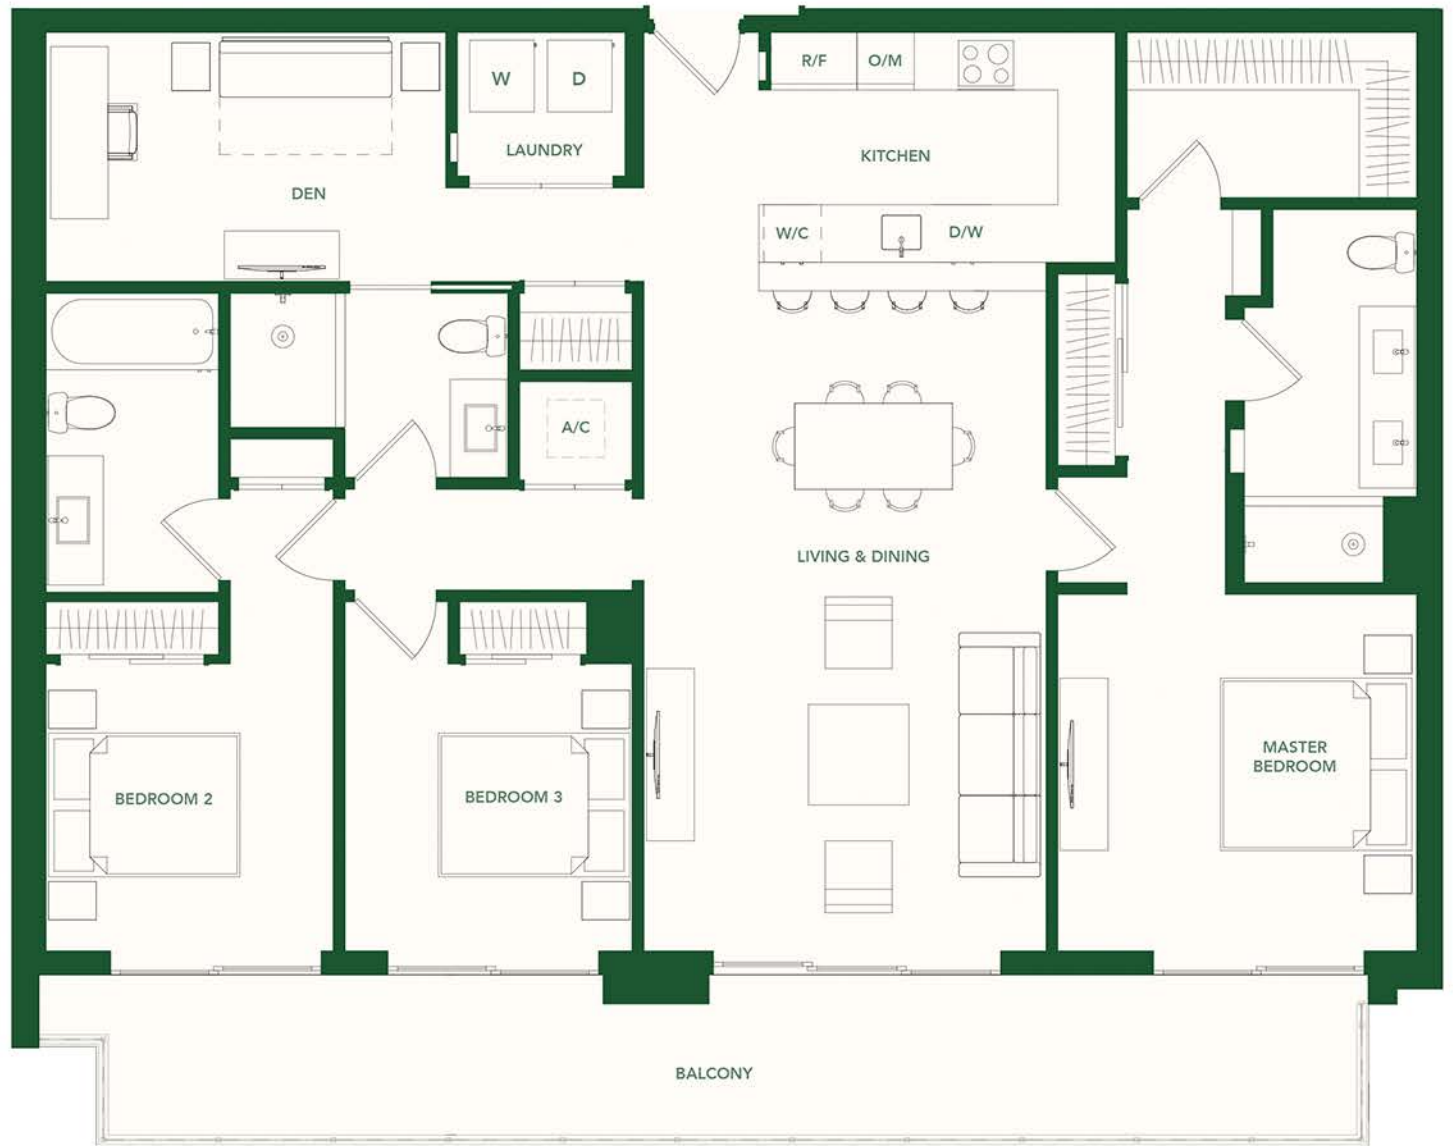 R/F
O/M
W
D
LAUNDRY
KITCHEN
DEN
W/C
D/W
A/C
LIVING & DINING
MASTER
BEDROOM
BEDROOM 2
BEDROOM 3
BALCONY